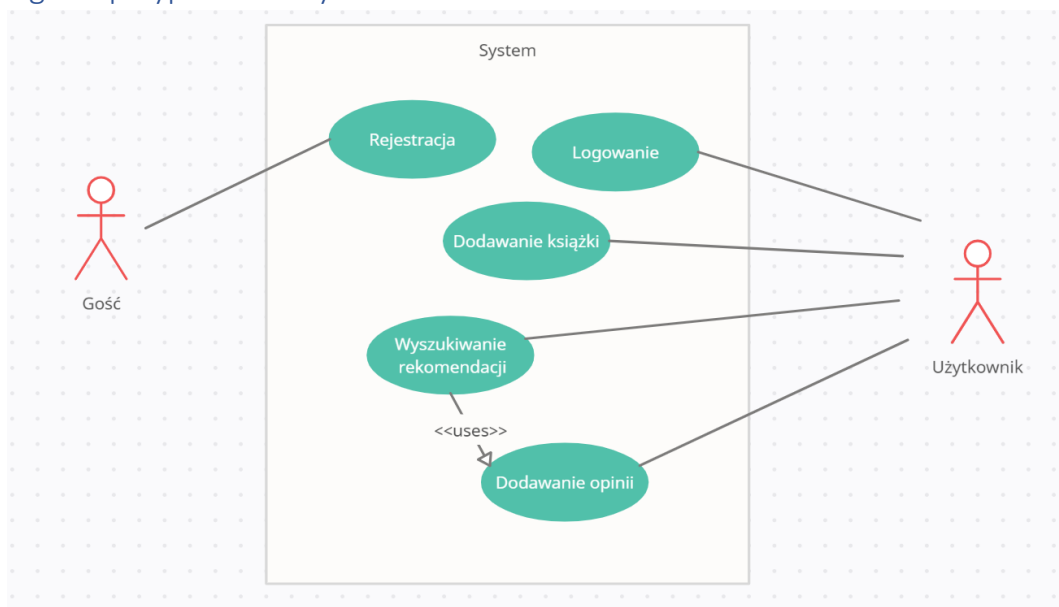 System
Rejestracja
Logowanie
Dodawanie książki
Gość
Wyszukiwanie
rekomendacji
Użytkownik
<<uses>>
Dodawanie opinii